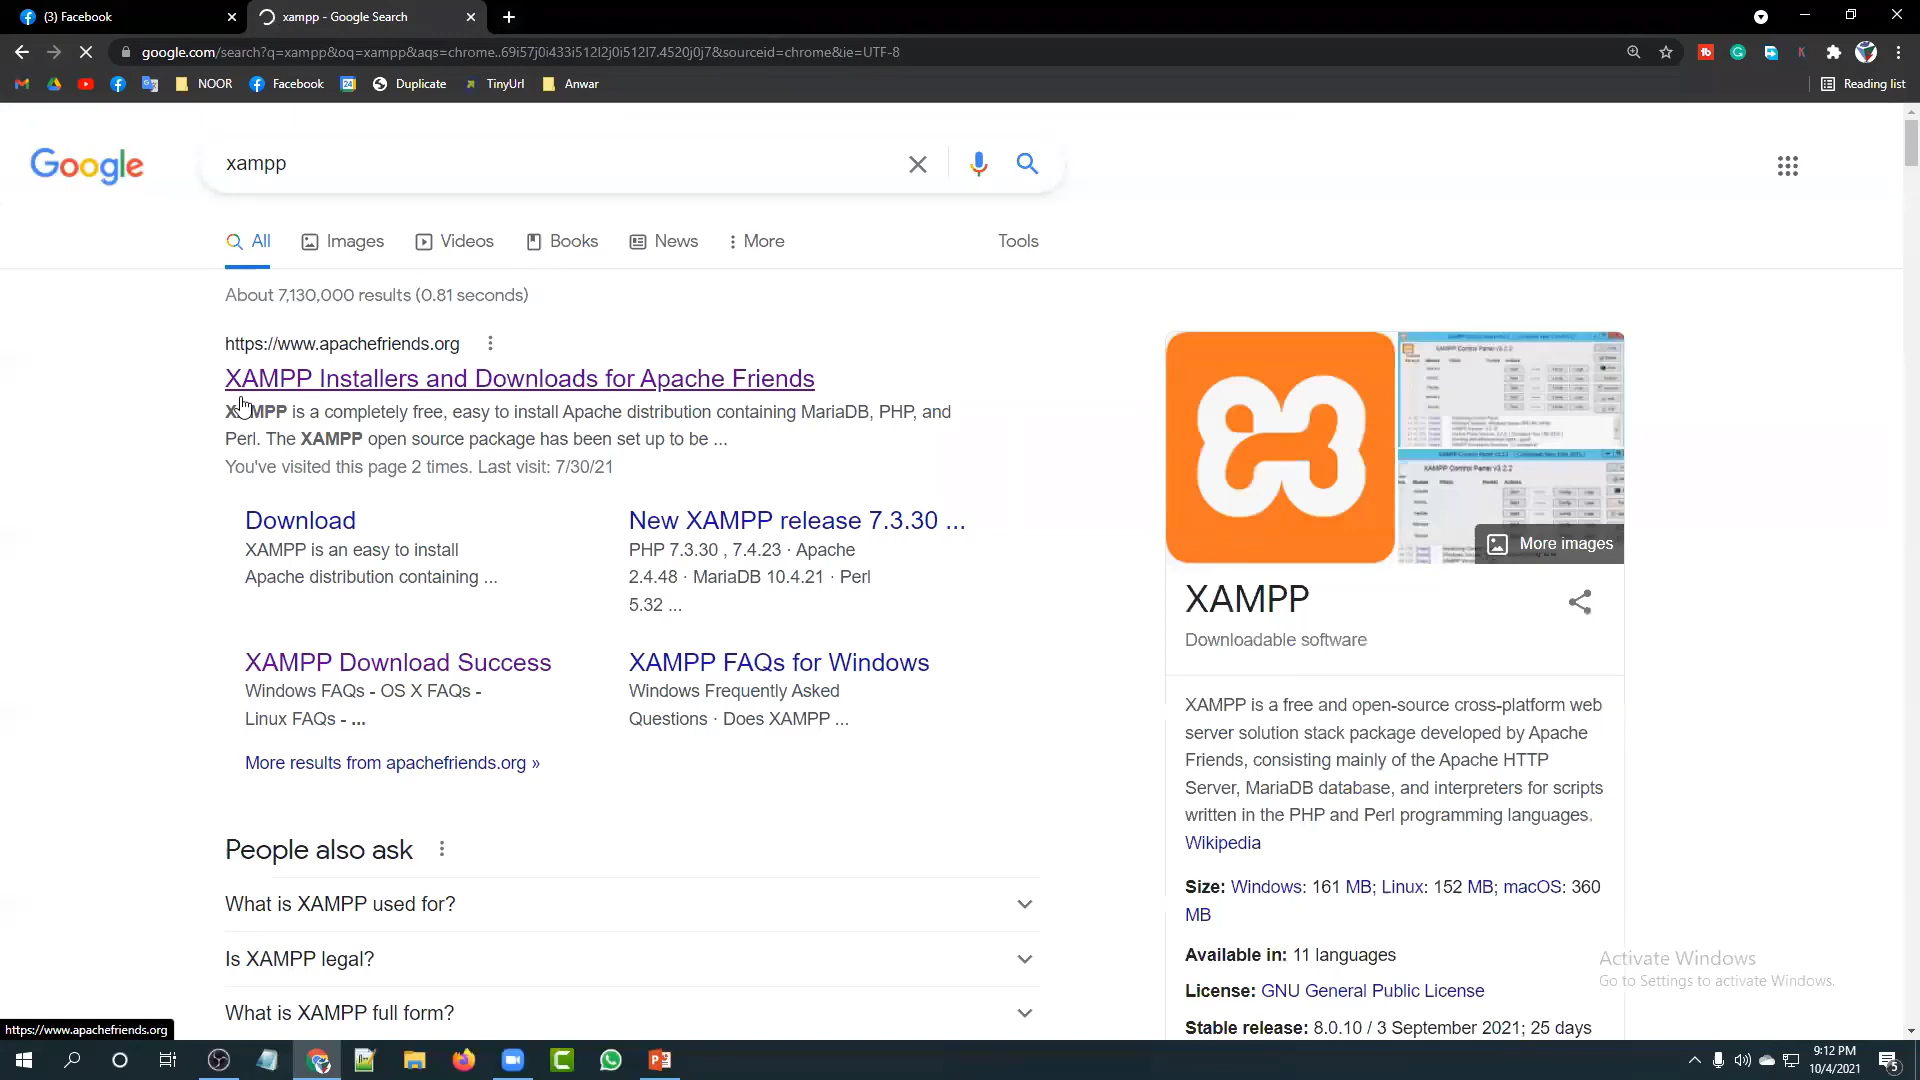 (3) Facebook
xampp - Google Search
google.com/search?q=xampp&oq=xampp&aqs=chrome..69i57j0i433i512l2j0i512l7.4520j0j7&sourceid=chrome&ie=UTF-8
NOOR
Facebook
Duplicate
TinyUrl
Anwar
Reading list
Google
xampp
All
Images
Videos
Books
News
More
Tools
About 7,130,000 results (0.81 seconds)
https://www.apachefriends.org
XAMPP Installers and Downloads for Apache Friends
XAMPP is a completely free, easy to install Apache distribution containing MariaDB, PHP, and
Perl. The XAMPP open source package has been set up to be ...
You've visited this page 2 times. Last visit: 7/30/21
Download
XAMPP is an easy to install
Apache distribution containing ...
New XAMPP release 7.3.30 ...
PHP 7.3.30 , 7.4.23 · Apache
2.4.48 · MariaDB 10.4.21 · Perl
5.32 ...
XAMPP Download Success
Windows FAQs - OS X FAQs -
Linux FAQs - ...
XAMPP FAQs for Windows
Windows Frequently Asked
Questions · Does XAMPP ...
More results from apachefriends.org »
People also ask
What is XAMPP used for?
Is XAMPP legal?
What is XAMPP full form?
More images
XAMPP
Downloadable software
XAMPP is a free and open-source cross-platform web
server solution stack package developed by Apache
Friends, consisting mainly of the Apache HTTP
Server, MariaDB database, and interpreters for scripts
written in the PHP and Perl programming languages.
Wikipedia
Size: Windows: 161 MB; Linux: 152 MB; macOS: 360
MB
Available in: 11 languages
License: GNU General Public License
Stable release: 8.0.10 / 3 September 2021; 25 days
Activate Windows
Go to Settings to activate Windows.
https://www.apachefriends.org
9:12 PM
10/4/2021
5